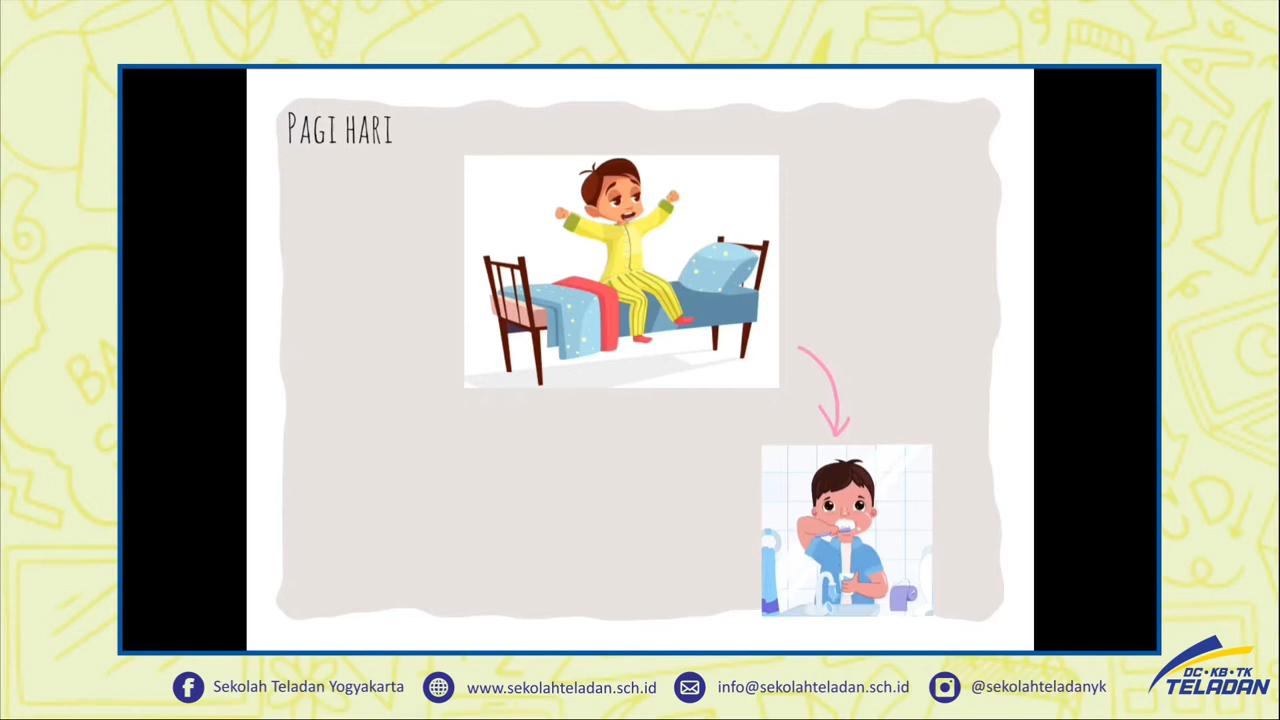 PAGI HARI
Sekolah Teladan Yogyakarta
www.sekolahteladan.sch.id
info@sekolahteladan.sch.id
@sekolahteladanyk
DC•KB•TK
TELADAN